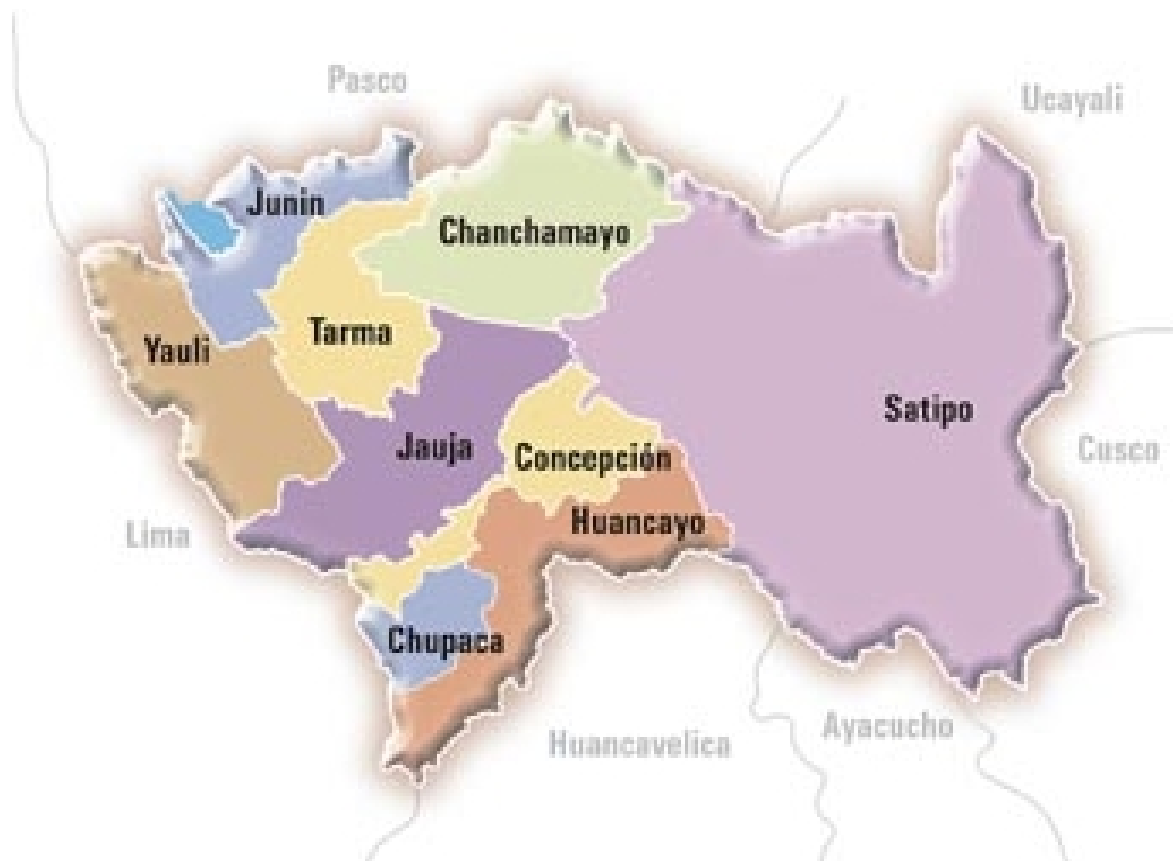 Pasco
Ucayali
Junin
Chanchamayo
Tarma
Yauli
Satipo
Jauja
Concepción
Cusco
Huancayo
Lima
Chupaca
Ayacucho
Huancavelica